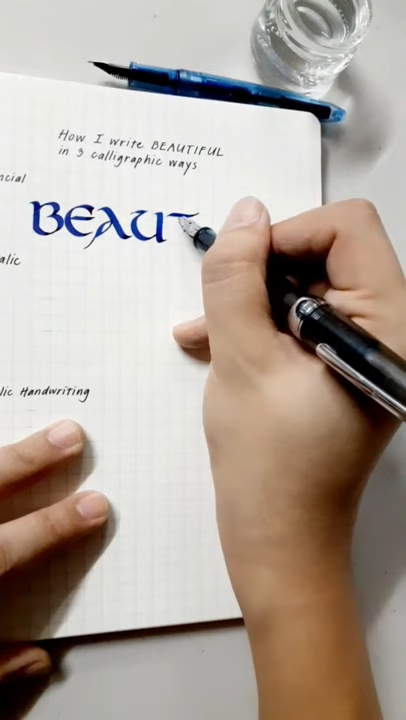 How I write BEAUTIFUL
in 3 calligraphic ways
ncial
BEAUT
alic
lic Handwriting